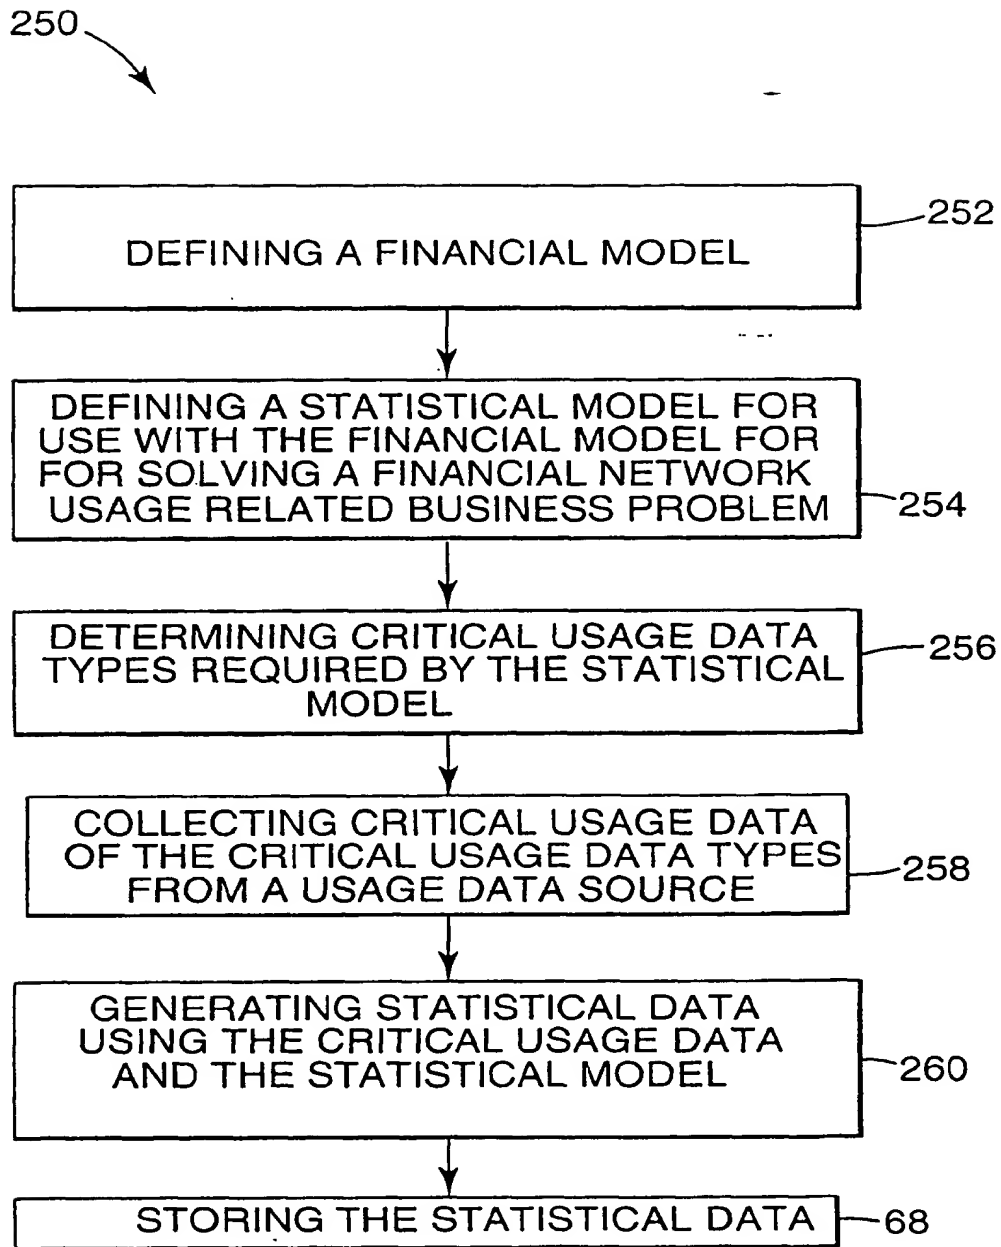 250
252
DEFINING A FINANCIAL MODEL
DEFINING A STATISTICAL MODEL FOR
USE WITH THE FINANCIAL MODEL FOR
FOR SOLVING A FINANCIAL NETWORK
USAGE RELATED BUSINESS PROBLEM
254
DETERMINING CRITICAL USAGE DATA
TYPES REQUIRED BY THE STATISTICAL
MODEL
256
COLLECTING CRITICAL USAGE DATA
OF THE CRITICAL USAGE DATA TYPES
FROM A USAGE DATA SOURCE
258
GENERATING STATISTICAL DATA
USING THE CRITICAL USAGE DATA
AND THE STATISTICAL MODEL
260
STORING THE STATISTICAL DATA
68